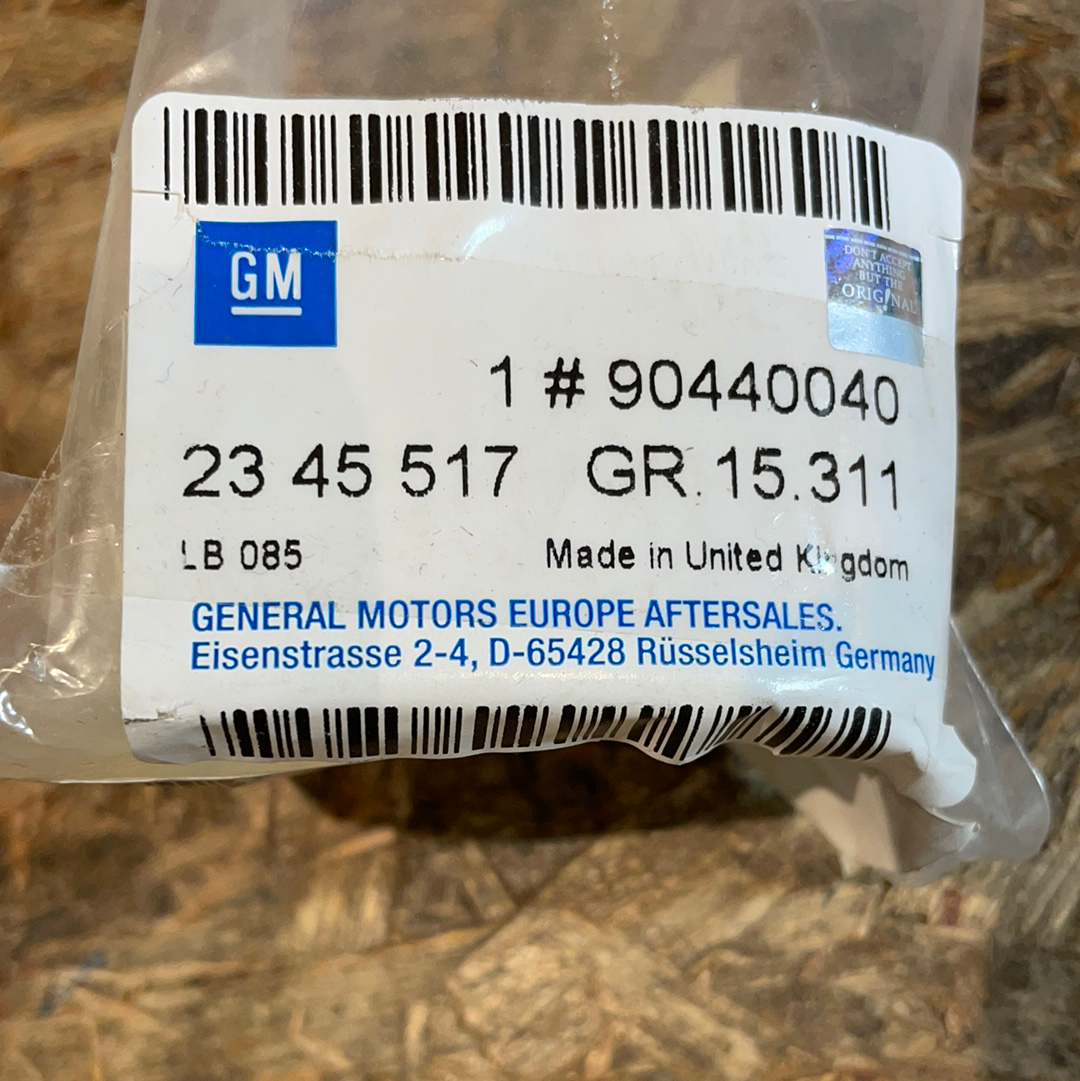 GM
DON'T ACCEPT
ANYTHING
BUT THE
ORIGINAL
1 # 90440040
23 45 517 GR. 15.311
LB 085 Made in United Kingdom
GENERAL MOTORS EUROPE AFTERSALES.
Eisenstrasse 2-4, D-65428 Rüsselsheim Germany